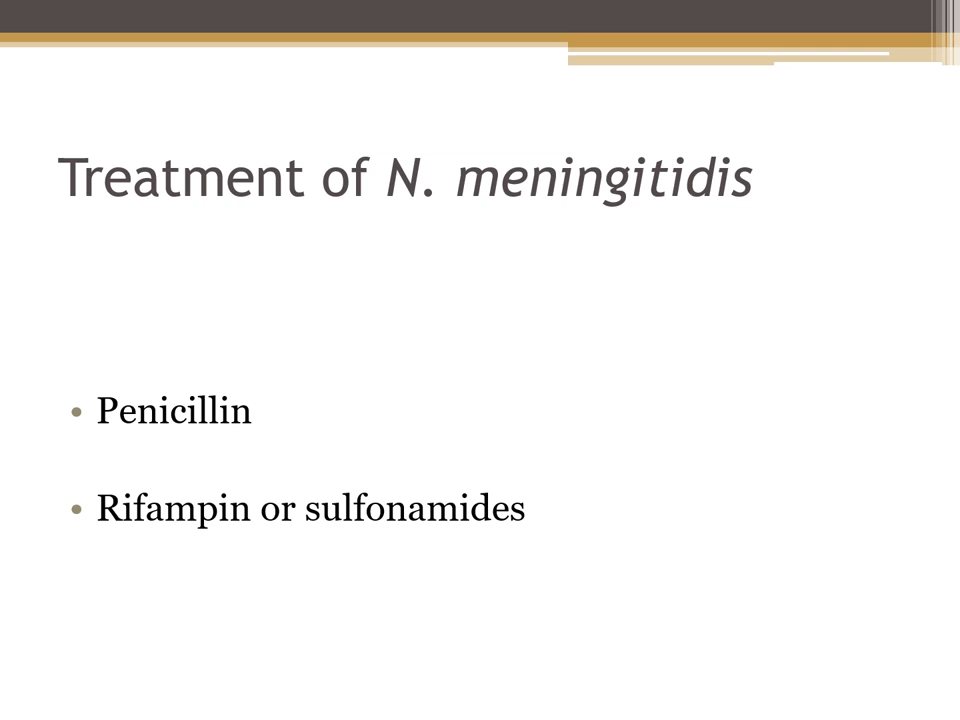 Treatment of N. meningitidis
• Penicillin
• Rifampin or sulfonamides